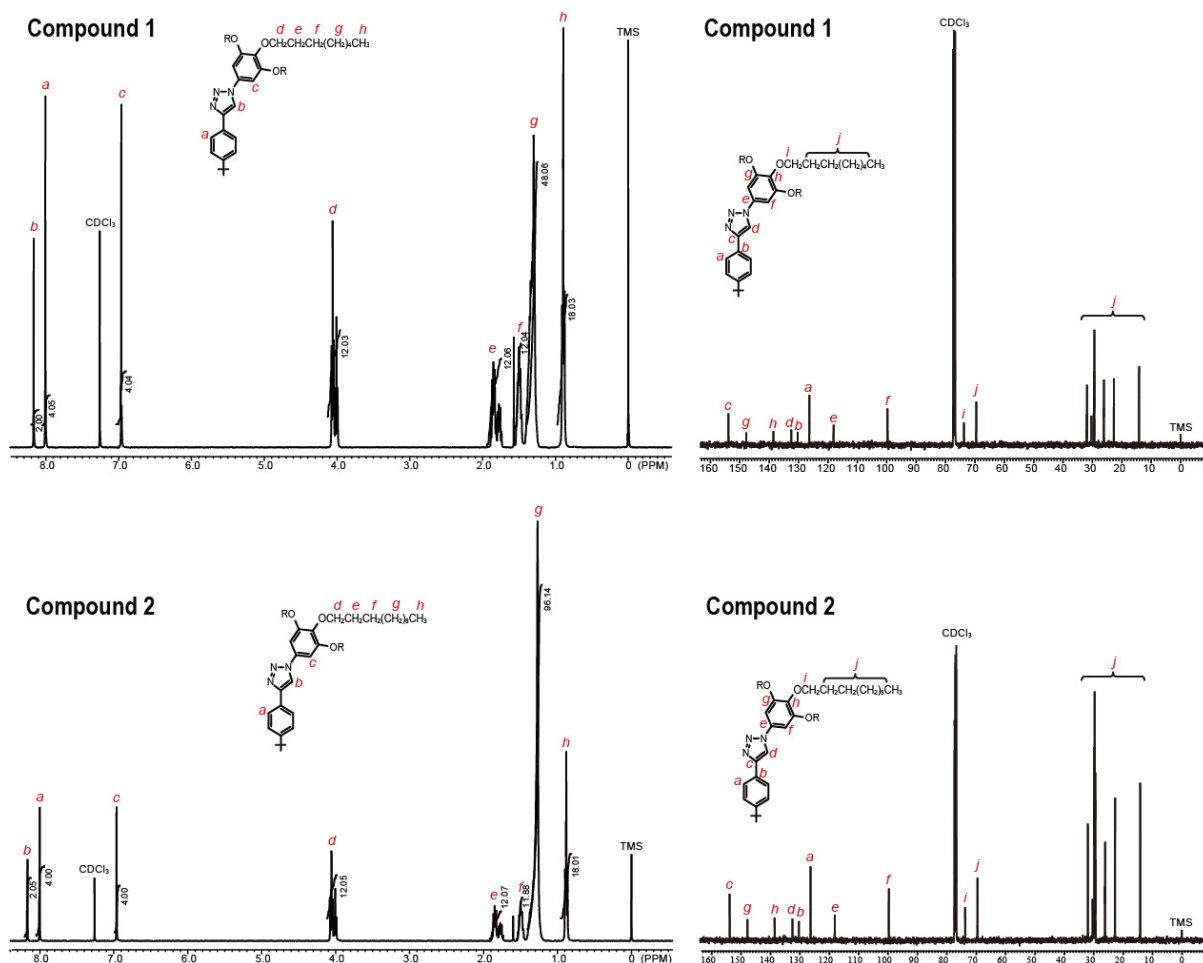 Compound 1
d e f g h
RO OCH₂CH₂CH₂(CH₂)₄CH₃
OR
c
N N
N
b
a
a
b
c
CDCl₃
d
e
f
g
h
TMS
2.00
4.05
4.04
12.03
12.06
12.04
48.06
18.03
8.0 7.0 6.0 5.0 4.0 3.0 2.0 1.0 0 (PPM)
Compound 1
CDCl₃
j
i
RO OCH₂CH₂CH₂(CH₂)₄CH₃
g h
OR
e f
N N
N
d
c b
a
c
g
h
d
b
a
e
f
i
j
j
TMS
160 150 140 130 120 110 100 90 80 70 60 50 40 30 20 10 0
Compound 2
d e f g h
RO OCH₂CH₂CH₂(CH₂)₈CH₃
OR
c
N N
N
b
a
b
a
CDCl₃
c
d
e
f
g
h
TMS
2.05
4.00
4.00
12.05
12.07
11.88
96.14
18.01
8.0 7.0 6.0 5.0 4.0 3.0 2.0 1.0 0 (PPM)
Compound 2
CDCl₃
j
i
RO OCH₂CH₂CH₂(CH₂)₈CH₃
g h
OR
e f
N N
N
d
c b
a
c
g
h
d
b
a
e
f
i
j
j
TMS
160 150 140 130 120 110 100 90 80 70 60 50 40 30 20 10 0